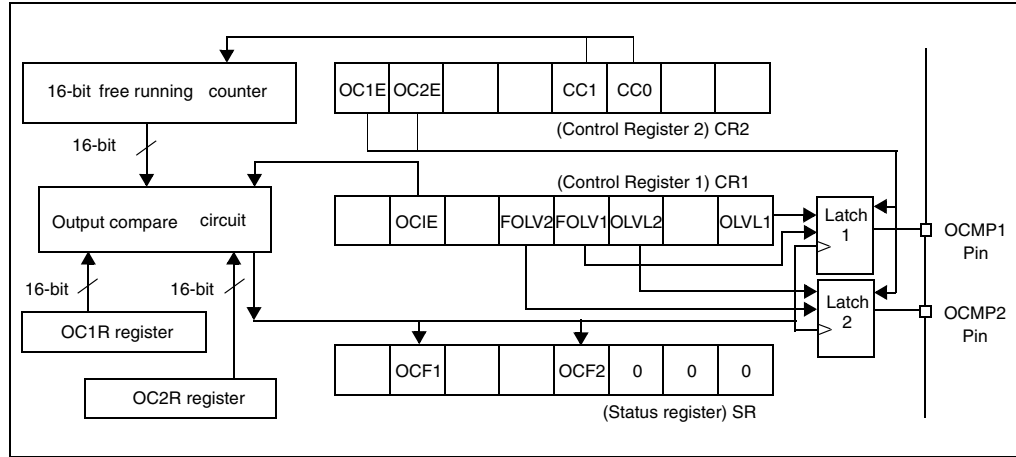 16-bit free running counter
OC1E OC2E CC1 CC0
(Control Register 2) CR2
16-bit
(Control Register 1) CR1
Output compare circuit
OCIE FOLV2 FOLV1 OLVL2 OLVL1
Latch
1
OCMP1
Pin
16-bit
16-bit
Latch
2
OCMP2
Pin
OC1R register
OCF1 OCF2 0 0 0
OC2R register
(Status register) SR